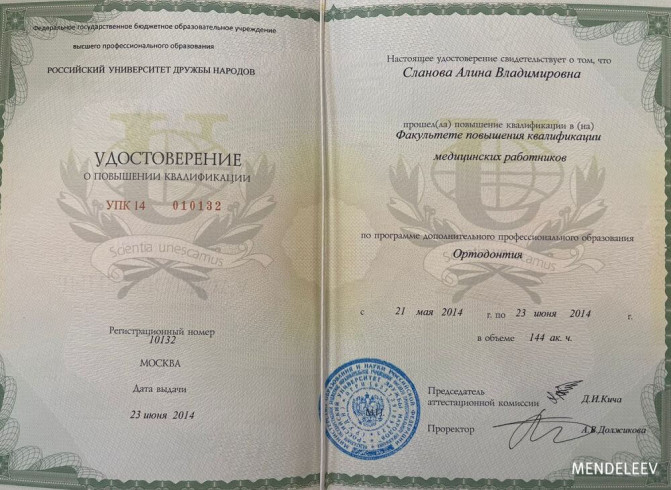 Федеральное государственное бюджетное образовательное учреждение
высшего профессионального образования
РОССИЙСКИЙ УНИВЕРСИТЕТ ДРУЖБЫ НАРОДОВ
УДОСТОВЕРЕНИЕ
О ПОВЫШЕНИИ КВАЛИФИКАЦИИ
УПК 14 010132
Scientia unescamus
Регистрационный номер
10132
МОСКВА
Дата выдачи
23 июня 2014
Настоящее удостоверение свидетельствует о том, что
Сланова Алина Владимировна
прошел(ла) повышение квалификации в (на)
Факультете повышения квалификации
медицинских работников
по программе дополнительного профессионального образования
Scientia unescamus
Ортодонтия
с 21 мая 2014 г. по 23 июня 2014 г.
в объеме 144 ак. ч.
МП
Председатель
аттестационной комиссии Д.И.Кича
Проректор А.В.Должикова
MENDELEEV